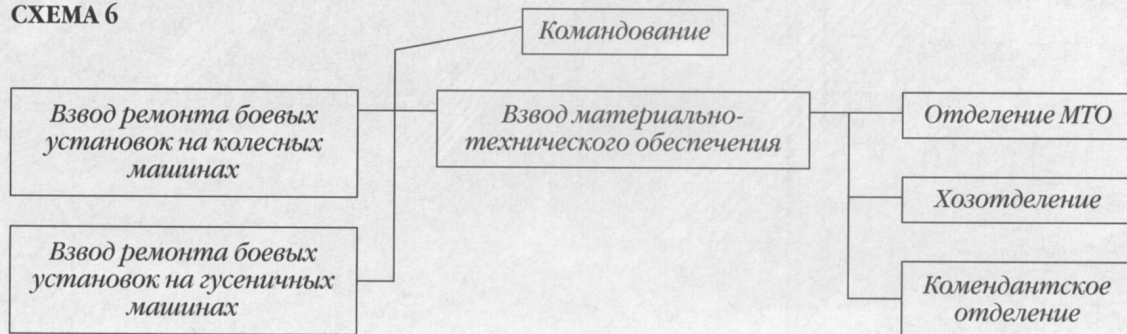 СХЕМА 6
Командование
Взвод ремонта боевых
установок на колесных
машинах
Взвод материально-
технического обеспечения
Отделение МТО
Хозотделение
Взвод ремонта боевых
установок на гусеничных
машинах
Комендантское
отделение